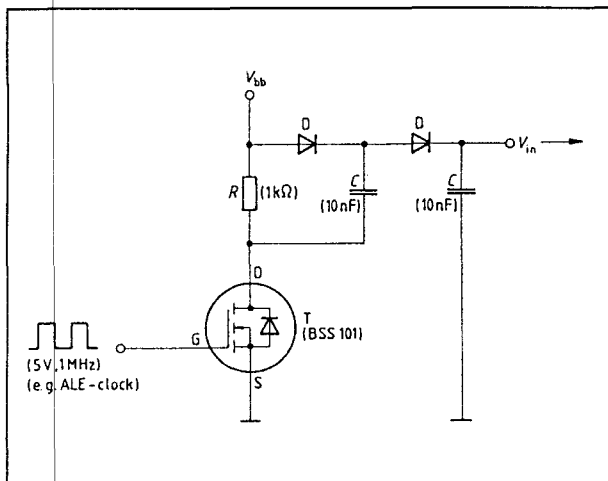 V_bb
D
D
V_in
R
(1kΩ)
C
(10nF)
C
(10nF)
D
T
(BSS 101)
G
S
(5V,1MHz)
(e.g. ALE-clock)